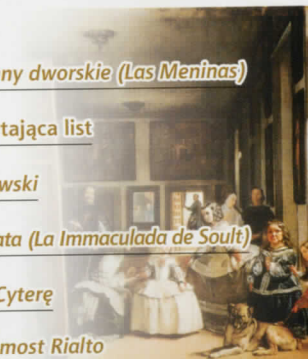 ny dworskie (Las Meninas)
tająca list
wski
ata (La Immaculada de Soult)
Cyterę
most Rialto